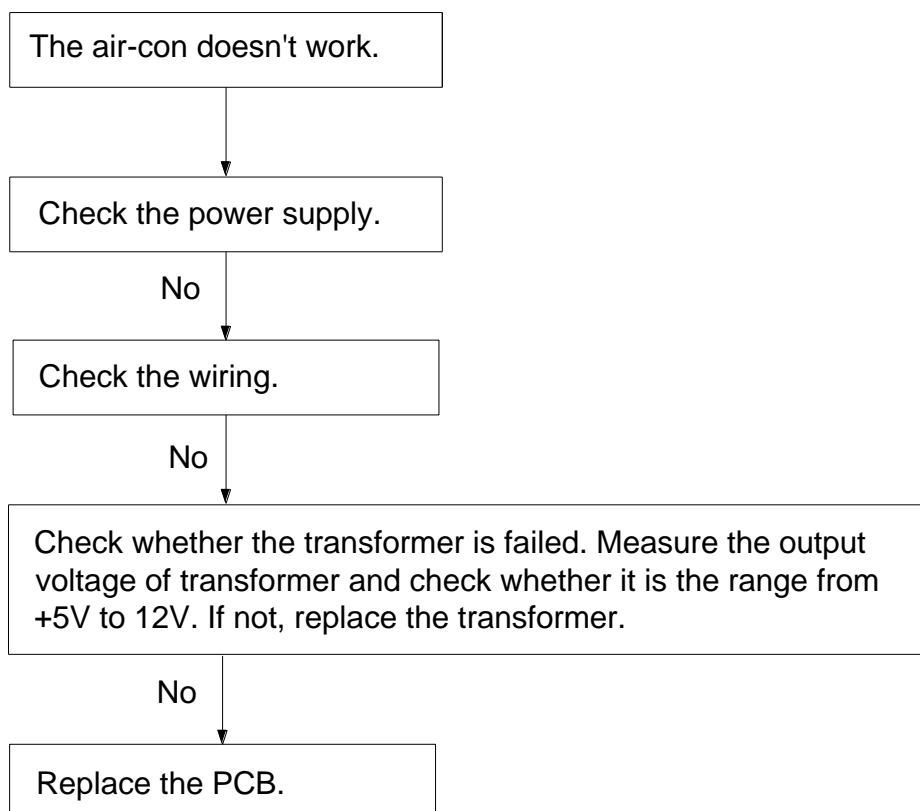 The air-con doesn't work.
Check the power supply.
No
Check the wiring.
No
Check whether the transformer is failed. Measure the output
voltage of transformer and check whether it is the range from
+5V to 12V. If not, replace the transformer.
No
Replace the PCB.